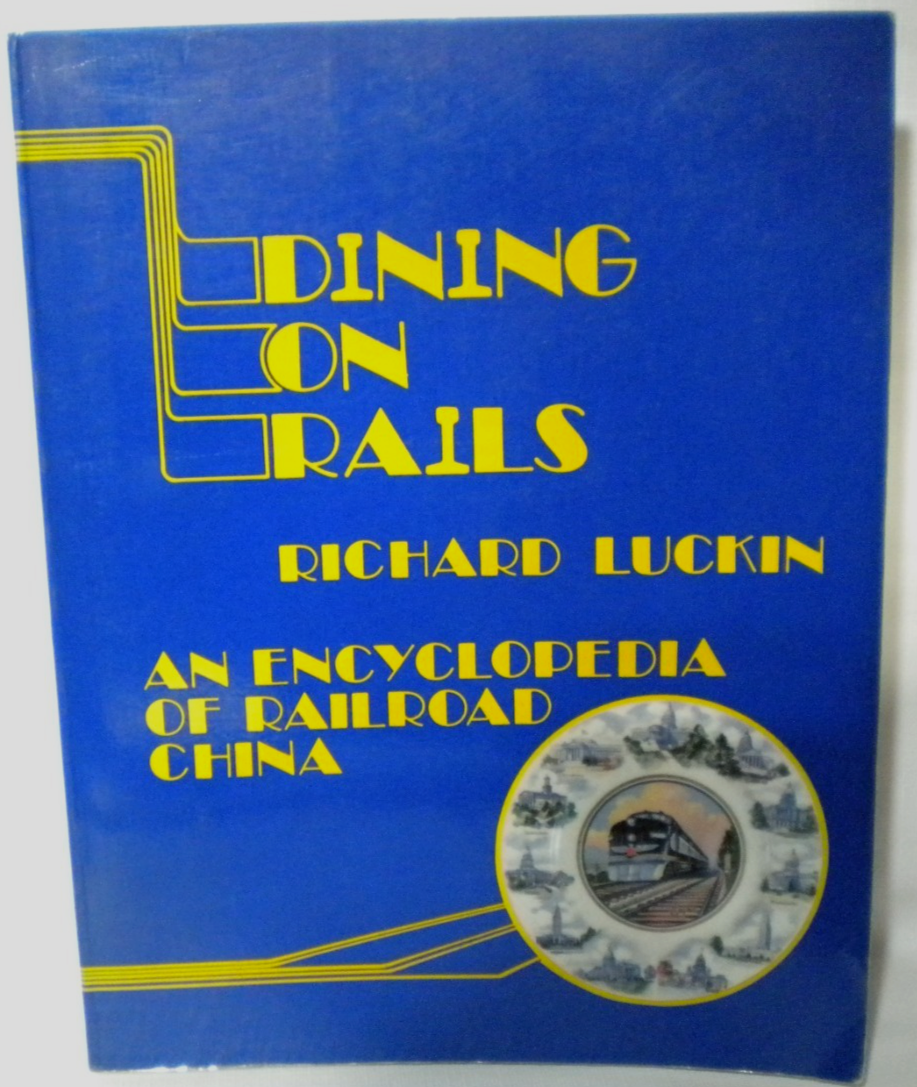 DINING
ON
RAILS
RICHARD LUCKIN
AN ENCYCLOPEDIA
OF RAILROAD
CHINA